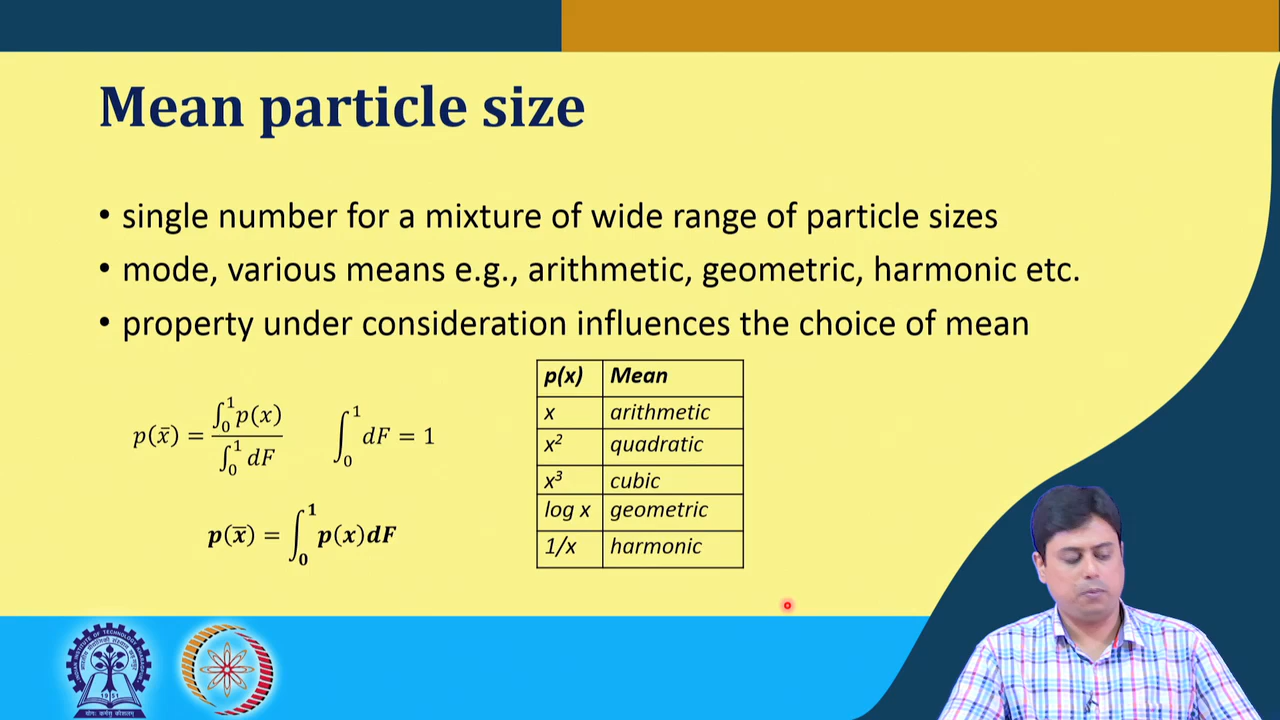 Mean particle size
• single number for a mixture of wide range of particle sizes
• mode, various means e.g., arithmetic, geometric, harmonic etc.
• property under consideration influences the choice of mean
p(x̄) = ∫₀¹ p(x) / ∫₀¹ dF    ∫₀¹ dF = 1
p(x̄) = ∫₀¹ p(x)dF
p(x) Mean
x arithmetic
x² quadratic
x³ cubic
log x geometric
1/x harmonic
1951